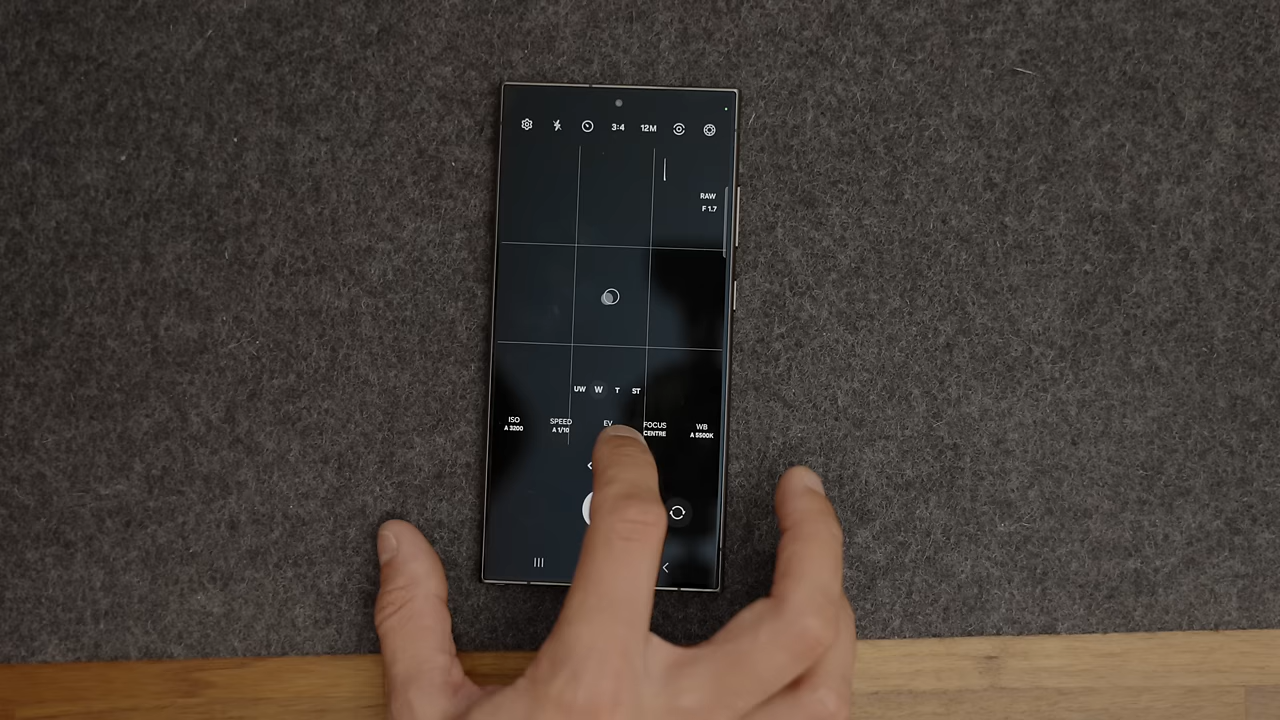 3:4 12M
RAW
F 1.7
UW W T ST
ISO SPEED EV FOCUS WB
A 3200 A 1/10 CENTRE A 5500K